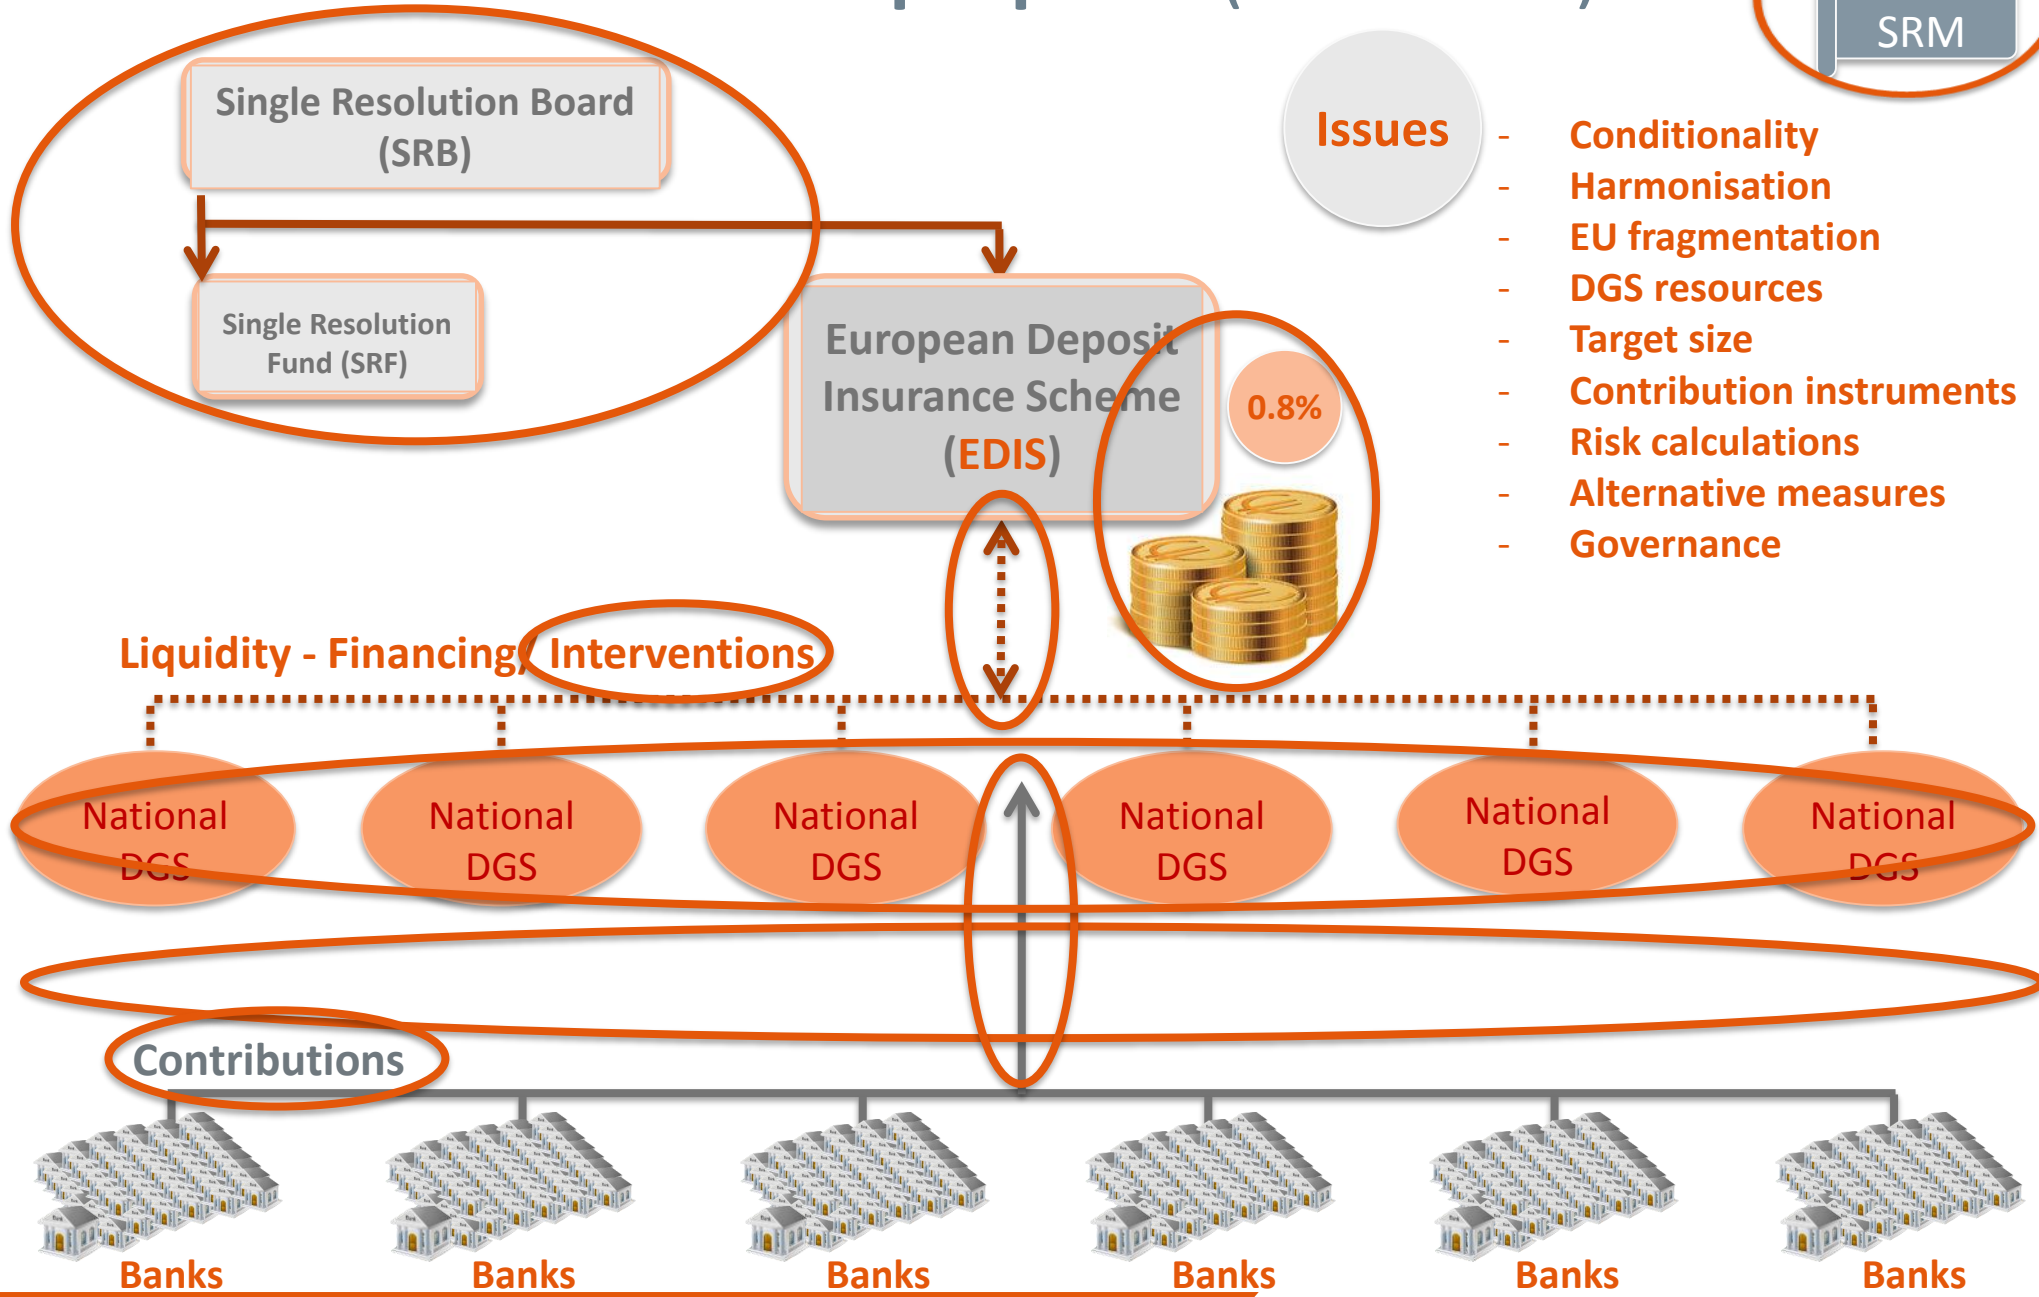 SRM
Single Resolution Board
(SRB)
Issues
- Conditionality
- Harmonisation
- EU fragmentation
- DGS resources
- Target size
- Contribution instruments
- Risk calculations
- Alternative measures
- Governance
Single Resolution
Fund (SRF)
European Deposit
Insurance Scheme
(EDIS)
0.8%
Liquidity - Financing/ Interventions
National
DGS
National
DGS
National
DGS
National
DGS
National
DGS
National
DGS
Contributions
Banks
Banks
Banks
Banks
Banks
Banks